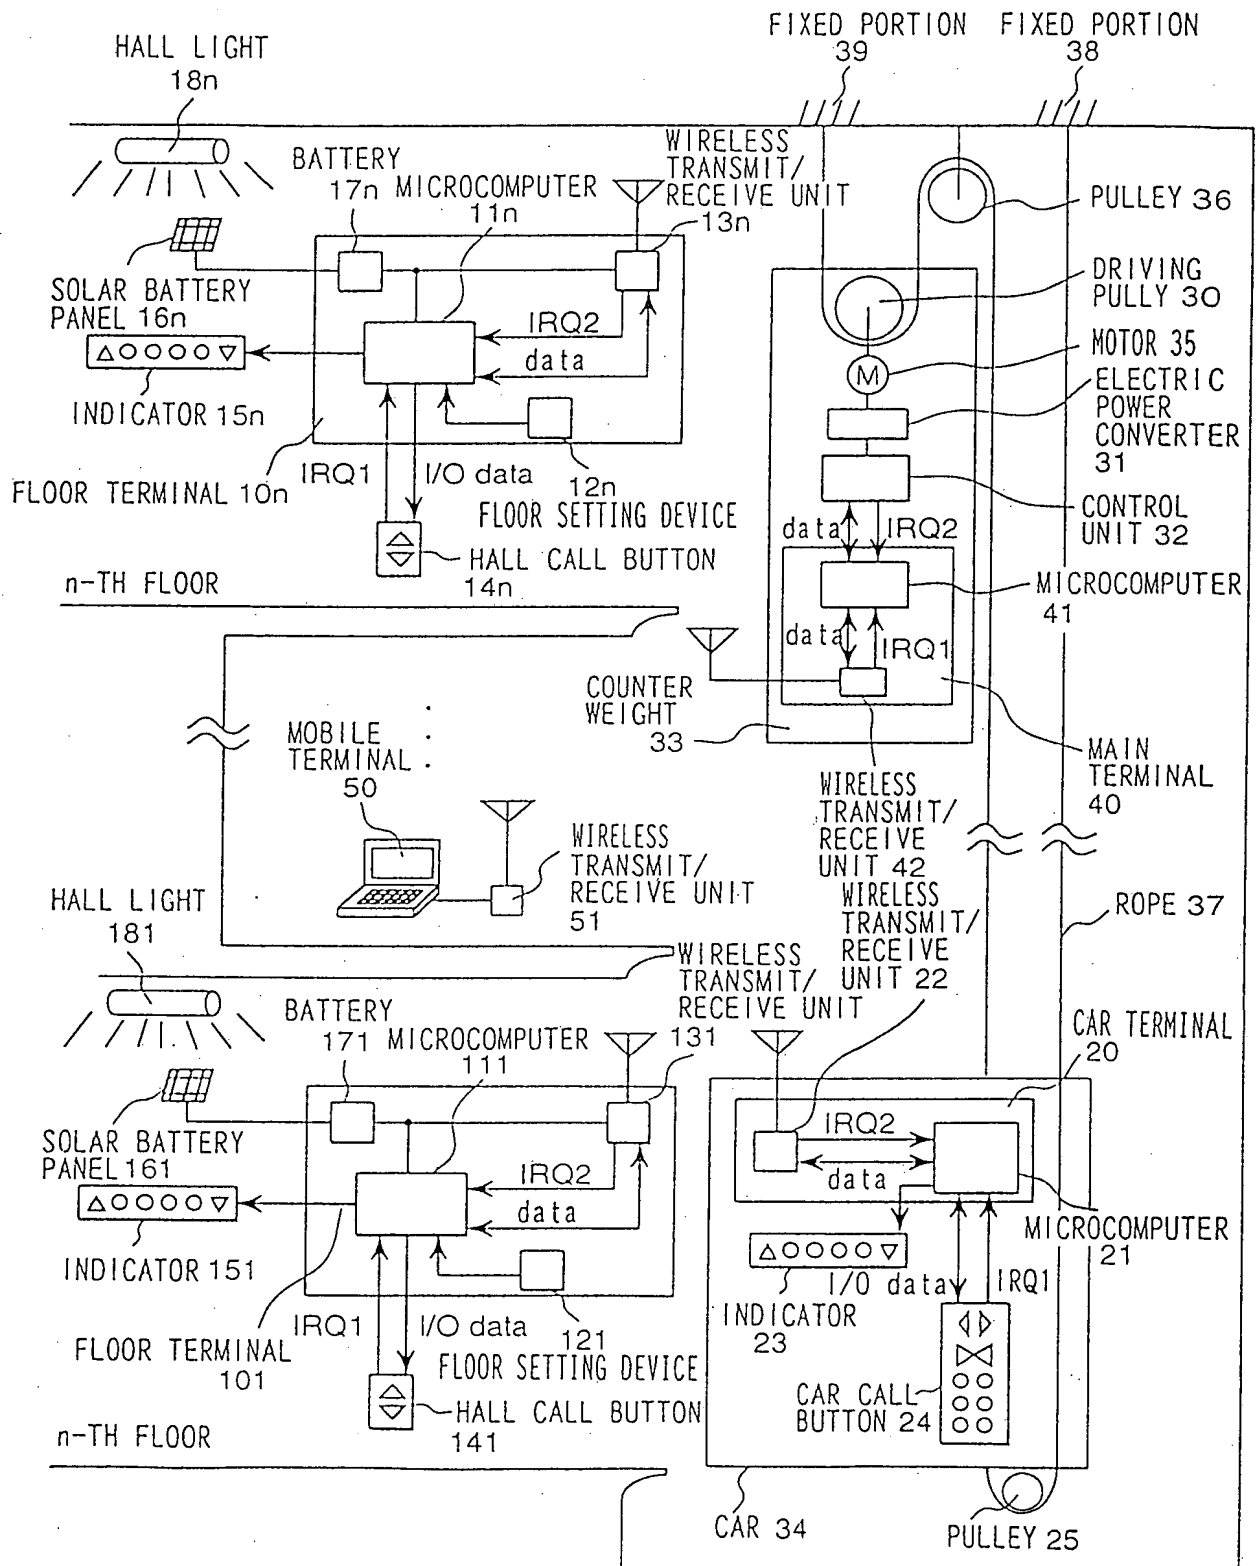 FIXED PORTION
39
FIXED PORTION
38
HALL LIGHT
18n
WIRELESS
TRANSMIT/
RECEIVE UNIT
13n
BATTERY
17n
MICROCOMPUTER
11n
PULLEY 36
SOLAR BATTERY
PANEL 16n
IRQ2
data
DRIVING
PULLY 30
MOTOR 35
M
ELECTRIC
POWER
CONVERTER
31
INDICATOR 15n
IRQ1
I/O data
12n
FLOOR SETTING DEVICE
FLOOR TERMINAL 10n
HALL CALL BUTTON
14n
n-TH FLOOR
CONTROL
UNIT 32
data
IRQ2
MICROCOMPUTER
41
data
IRQ1
COUNTER
WEIGHT
33
MAIN
TERMINAL
40
WIRELESS
TRANSMIT/
RECEIVE
UNIT 42
MOBILE
TERMINAL
50
WIRELESS
TRANSMIT/
RECEIVE UNIT
51
WIRELESS
TRANSMIT/
RECEIVE
UNIT 22
ROPE 37
HALL LIGHT
181
WIRELESS
TRANSMIT/
RECEIVE UNIT
131
BATTERY
171
MICROCOMPUTER
111
CAR TERMINAL
20
SOLAR BATTERY
PANEL 161
IRQ2
data
IRQ2
data
MICROCOMPUTER
21
INDICATOR 151
IRQ1
I/O data
121
FLOOR SETTING DEVICE
FLOOR TERMINAL
101
HALL CALL BUTTON
141
n-TH FLOOR
I/O data
IRQ1
INDICATOR
23
CAR CALL
BUTTON 24
CAR 34
PULLEY 25